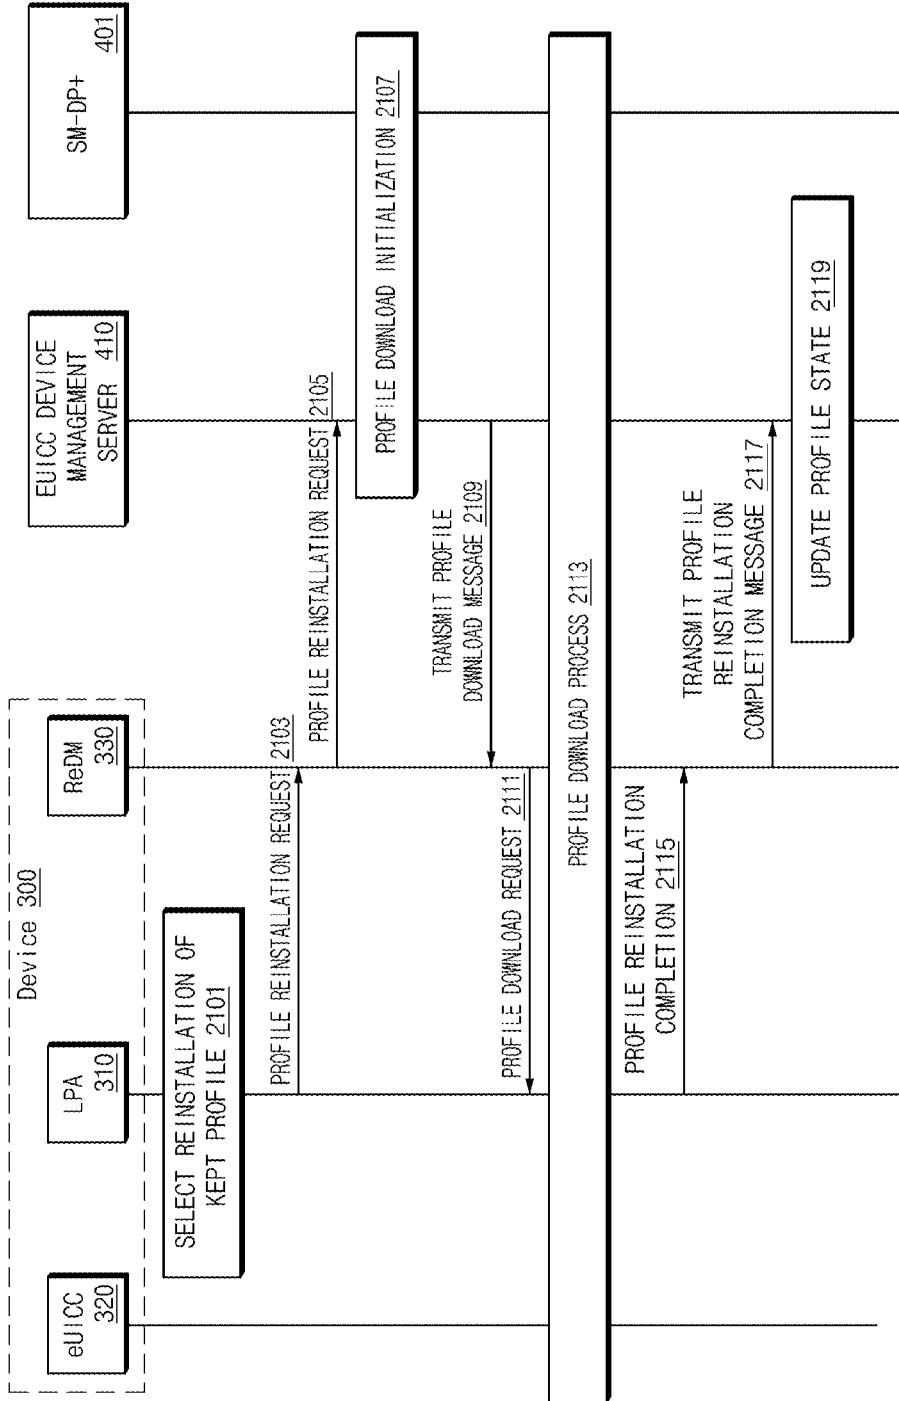 Device 300
eUICC
320
LPA
310
ReDM
330
EUICC DEVICE
MANAGEMENT
SERVER 410
SM-DP+
401
SELECT REINSTALLATION OF
KEPT PROFILE 2101
PROFILE REINSTALLATION REQUEST 2103
PROFILE REINSTALLATION REQUEST 2105
PROFILE DOWNLOAD INITIALIZATION 2107
TRANSMIT PROFILE
DOWNLOAD MESSAGE 2109
PROFILE DOWNLOAD REQUEST 2111
PROFILE DOWNLOAD PROCESS 2113
PROFILE REINSTALLATION
COMPLETION 2115
TRANSMIT PROFILE
REINSTALLATION
COMPLETION MESSAGE 2117
UPDATE PROFILE STATE 2119